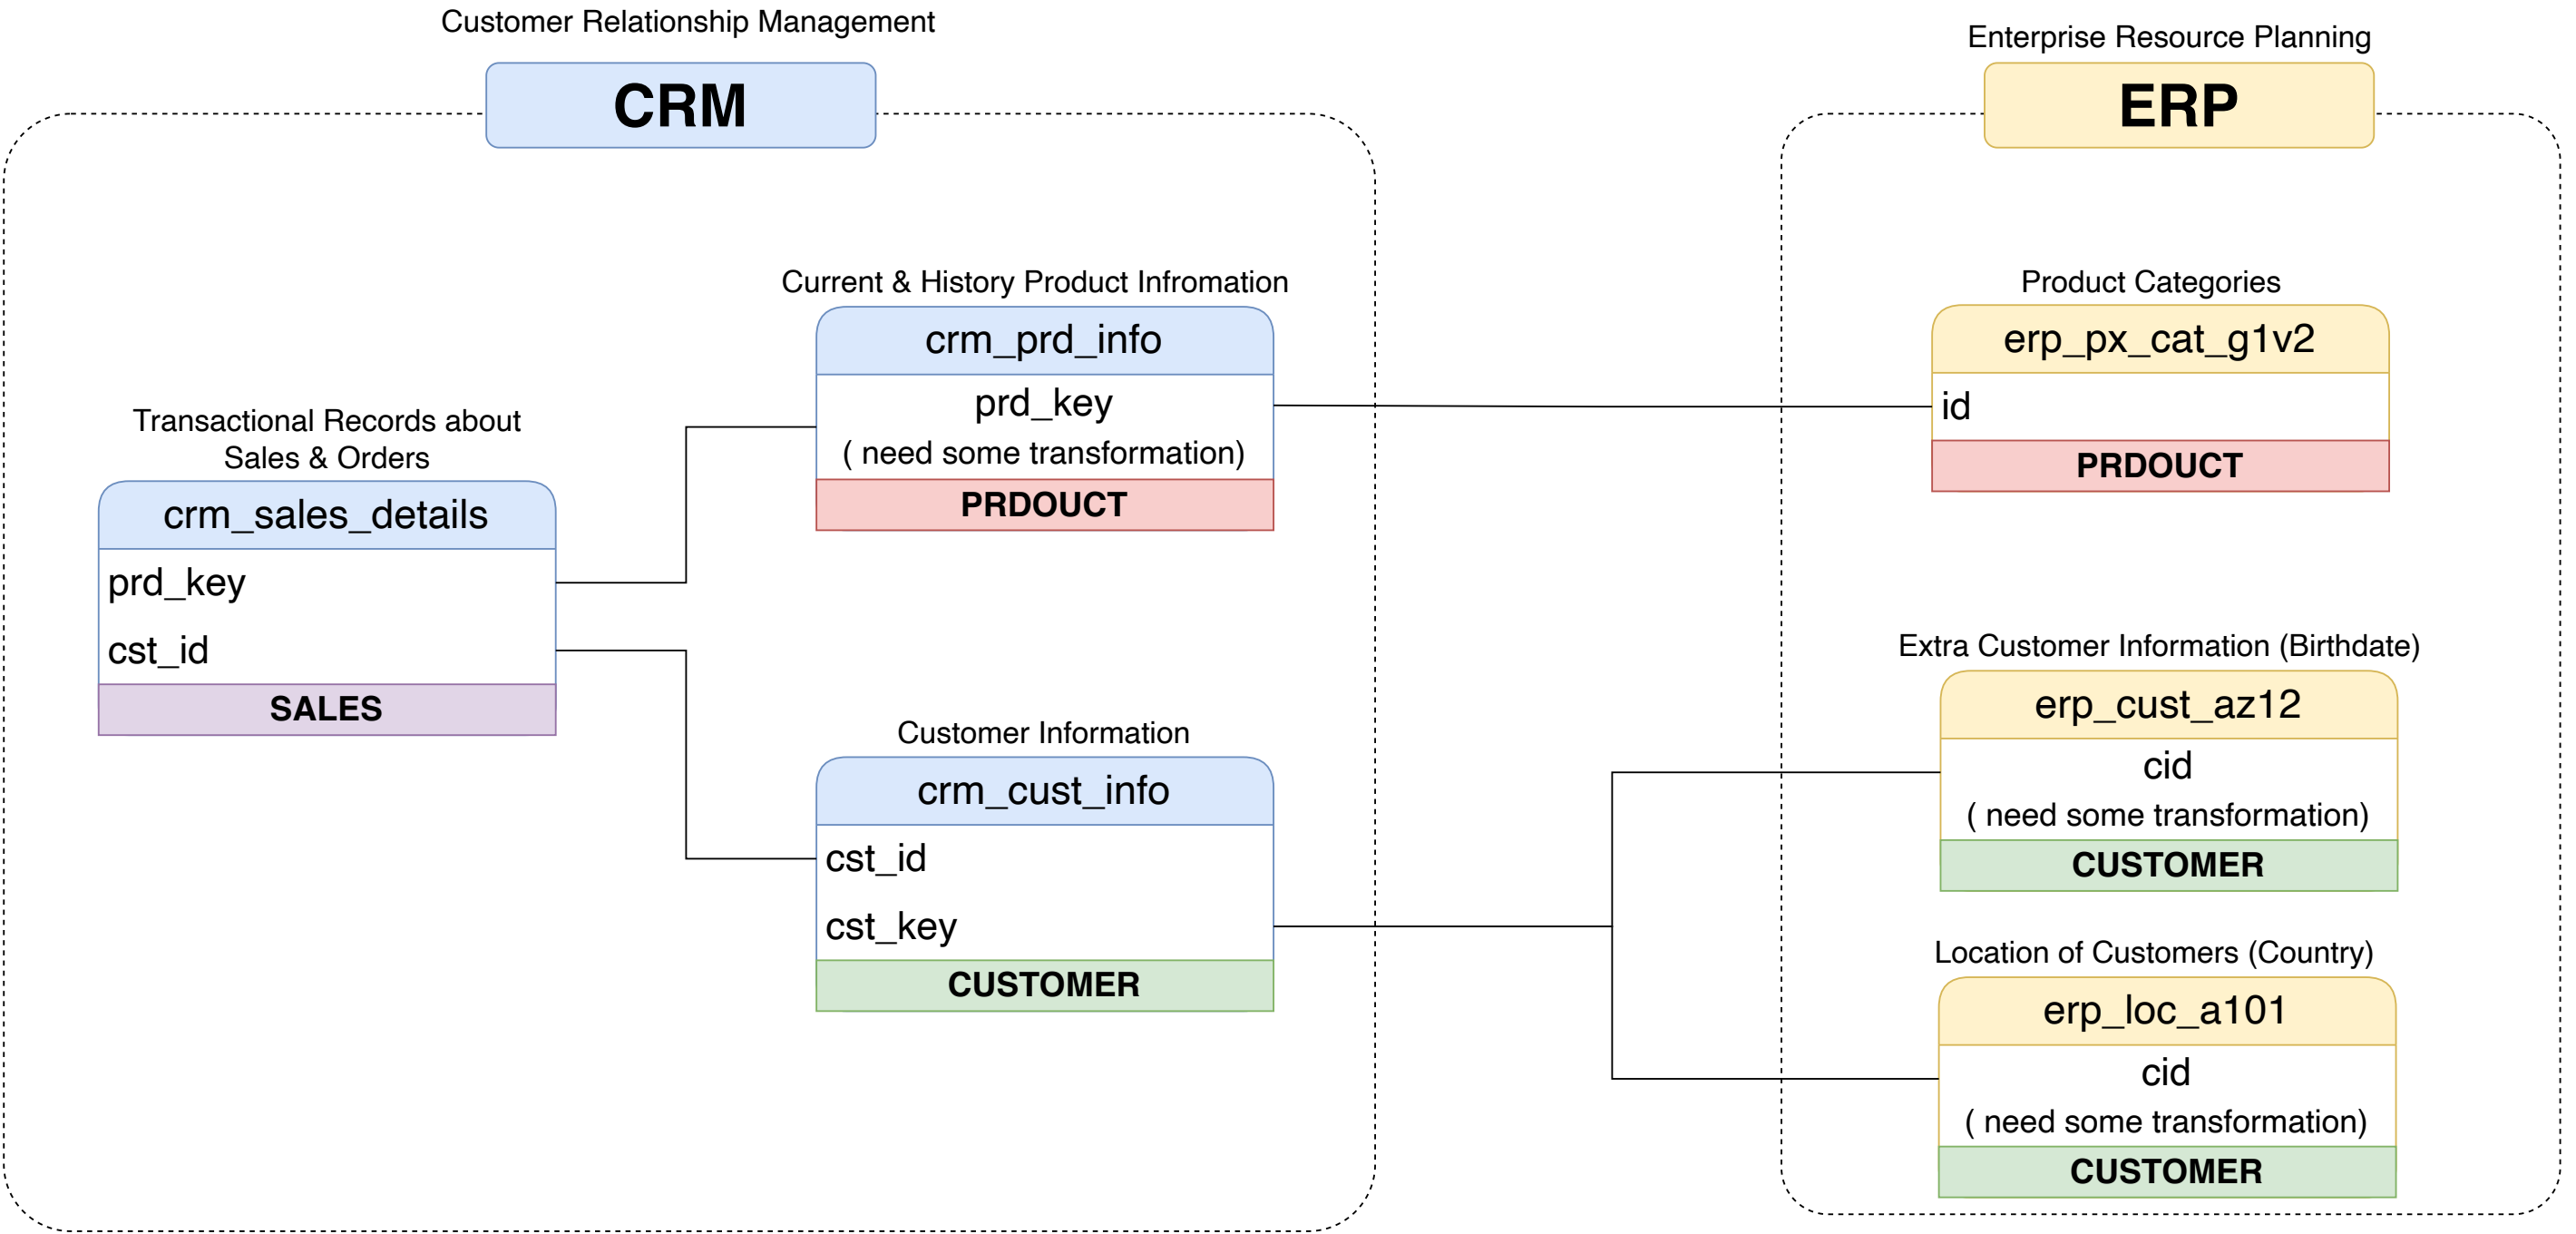 Customer Relationship Management
CRM
Transactional Records about
Sales & Orders
crm_sales_details
prd_key
cst_id
SALES
Current & History Product Infromation
crm_prd_info
prd_key
( need some transformation)
PRDOUCT
Customer Information
crm_cust_info
cst_id
cst_key
CUSTOMER
Enterprise Resource Planning
ERP
Product Categories
erp_px_cat_g1v2
id
PRDOUCT
Extra Customer Information (Birthdate)
erp_cust_az12
cid
( need some transformation)
CUSTOMER
Location of Customers (Country)
erp_loc_a101
cid
( need some transformation)
CUSTOMER